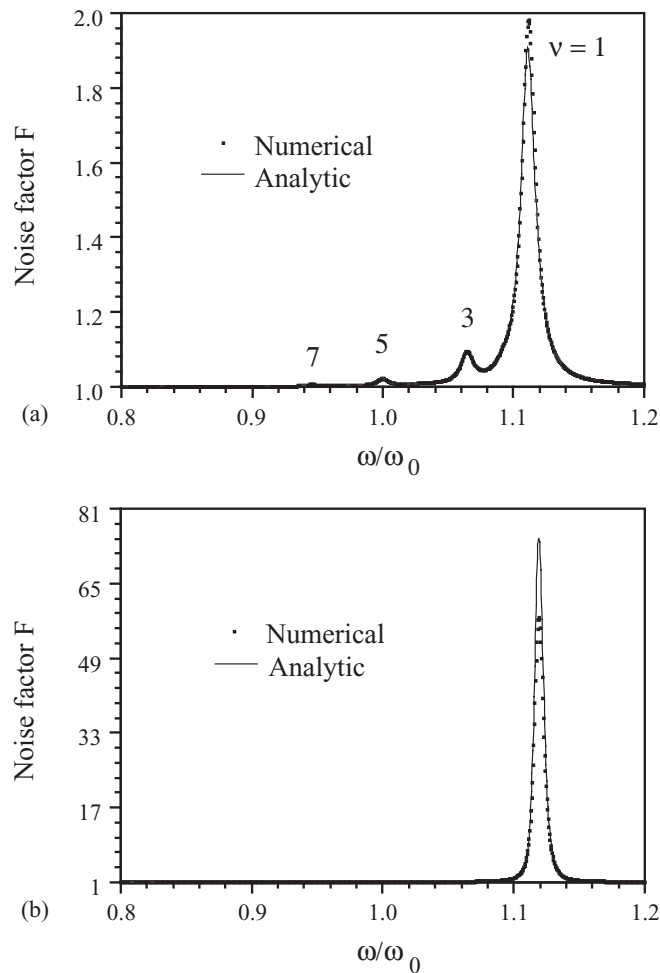 2.0
ν = 1
1.8
Numerical
Analytic
1.6
Noise factor F
1.4
1.2
7
5
3
1.0
(a)
0.8 0.9 1.0 1.1 1.2
ω/ω0
81
65
Numerical
Analytic
49
Noise factor F
33
17
1
(b)
0.8 0.9 1.0 1.1 1.2
ω/ω0